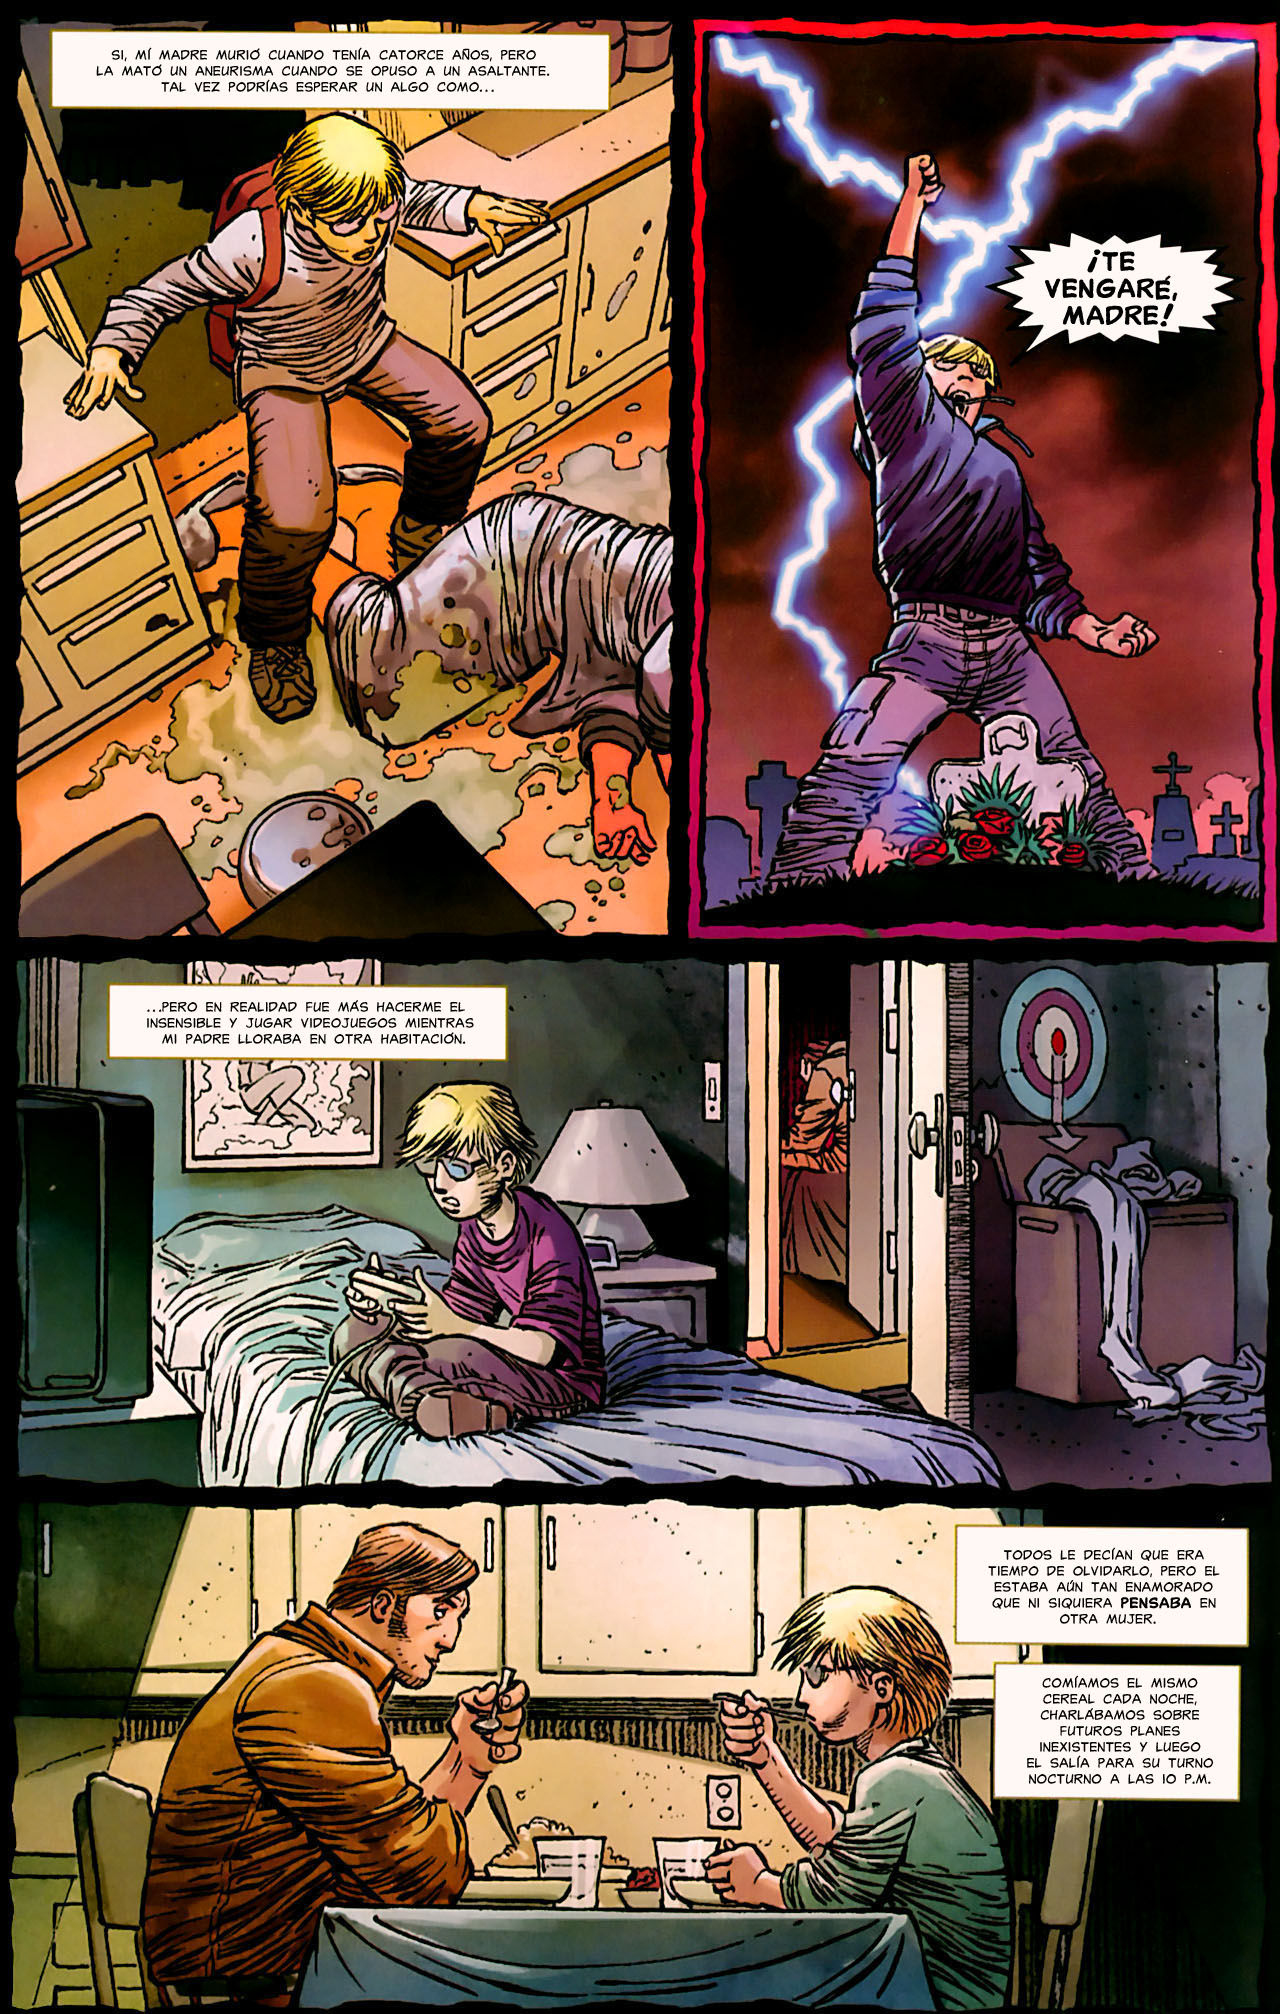 SI, MÍ MADRE MURIÓ CUANDO TENÍA CATORCE AÑOS, PERO
LA MATÓ UN ANEURISMA CUANDO SE OPUSO A UN ASALTANTE.
TAL VEZ PODRÍAS ESPERAR UN ALGO COMO...
¡TE
VENGARÉ,
MADRE!
...PERO EN REALIDAD FUE MÁS HACERME EL
INSENSIBLE Y JUGAR VIDEOJUEGOS MIENTRAS
MI PADRE LLORABA EN OTRA HABITACIÓN.
TODOS LE DECÍAN QUE ERA
TIEMPO DE OLVIDARLO, PERO EL
ESTABA AÚN TAN ENAMORADO
QUE NI SIQUIERA PENSABA EN
OTRA MUJER.
COMÍAMOS EL MISMO
CEREAL CADA NOCHE,
CHARLÁBAMOS SOBRE
FUTUROS PLANES
INEXISTENTES Y LUEGO
EL SALÍA PARA SU TURNO
NOCTURNO A LAS 10 P.M.